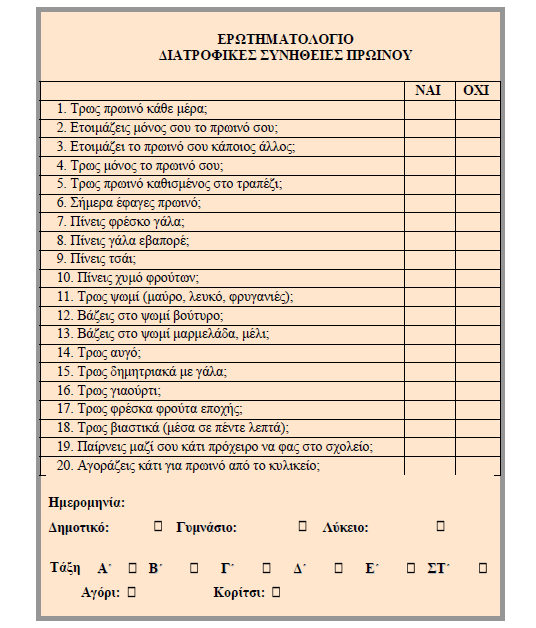 ΕΡΩΤΗΜΑΤΟΛΟΓΙΟ
ΔΙΑΤΡΟΦΙΚΕΣ ΣΥΝΗΘΕΙΕΣ ΠΡΩΙΝΟΥ
ΝΑΙ ΟΧΙ
1. Τρως πρωινό κάθε μέρα;
2. Ετοιμάζεις μόνος σου το πρωινό σου;
3. Ετοιμάζει το πρωινό σου κάποιος άλλος;
4. Τρως μόνος το πρωινό σου;
5. Τρως πρωινό καθισμένος στο τραπέζι;
6. Σήμερα έφαγες πρωινό;
7. Πίνεις φρέσκο γάλα;
8. Πίνεις γάλα εβαπορέ;
9. Πίνεις τσάι;
10. Πίνεις χυμό φρούτων;
11. Τρως ψωμί (μαύρο, λευκό, φρυγανιές);
12. Βάζεις στο ψωμί βούτυρο;
13. Βάζεις στο ψωμί μαρμελάδα, μέλι;
14. Τρως αυγό;
15. Τρως δημητριακά με γάλα;
16. Τρως γιαούρτι;
17. Τρως φρέσκα φρούτα εποχής;
18. Τρως βιαστικά (μέσα σε πέντε λεπτά);
19. Παίρνεις μαζί σου κάτι πρόχειρο να φας στο σχολείο;
20. Αγοράζεις κάτι για πρωινό από το κυλικείο;
Ημερομηνία:
Δημοτικό: Γυμνάσιο: Λύκειο:
Τάξη Α΄ Β΄ Γ΄ Δ΄ Ε΄ ΣΤ΄
Αγόρι: Κορίτσι: